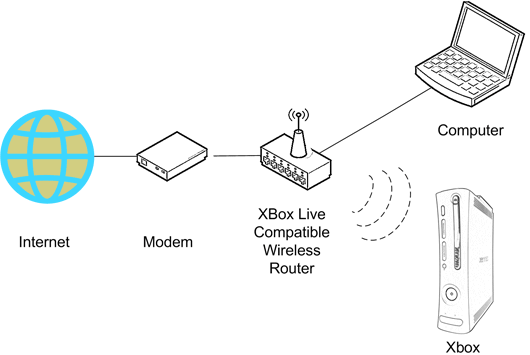 Computer
Internet
Modem
XBox Live
Compatible
Wireless
Router
Xbox